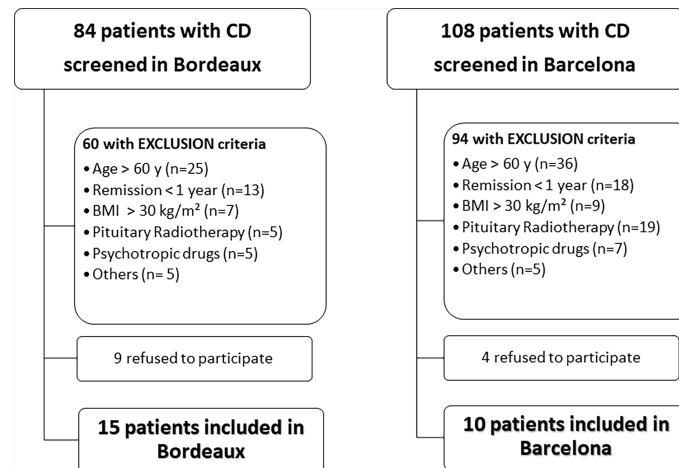 84 patients with CD
screened in Bordeaux
60 with EXCLUSION criteria
• Age > 60 y (n=25)
• Remission < 1 year (n=13)
• BMI  > 30 kg/m² (n=7)
• Pituitary Radiotherapy (n=5)
• Psychotropic drugs (n=5)
• Others (n= 5)
9 refused to participate
15 patients included in
Bordeaux
108 patients with CD
screened in Barcelona
94 with EXCLUSION criteria
• Age > 60 y (n=36)
• Remission < 1 year (n=18)
• BMI > 30 kg/m² (n=9)
• Pituitary Radiotherapy (n=19)
• Psychotropic drugs (n=7)
• Others (n=5)
4 refused to participate
10 patients included in
Barcelona